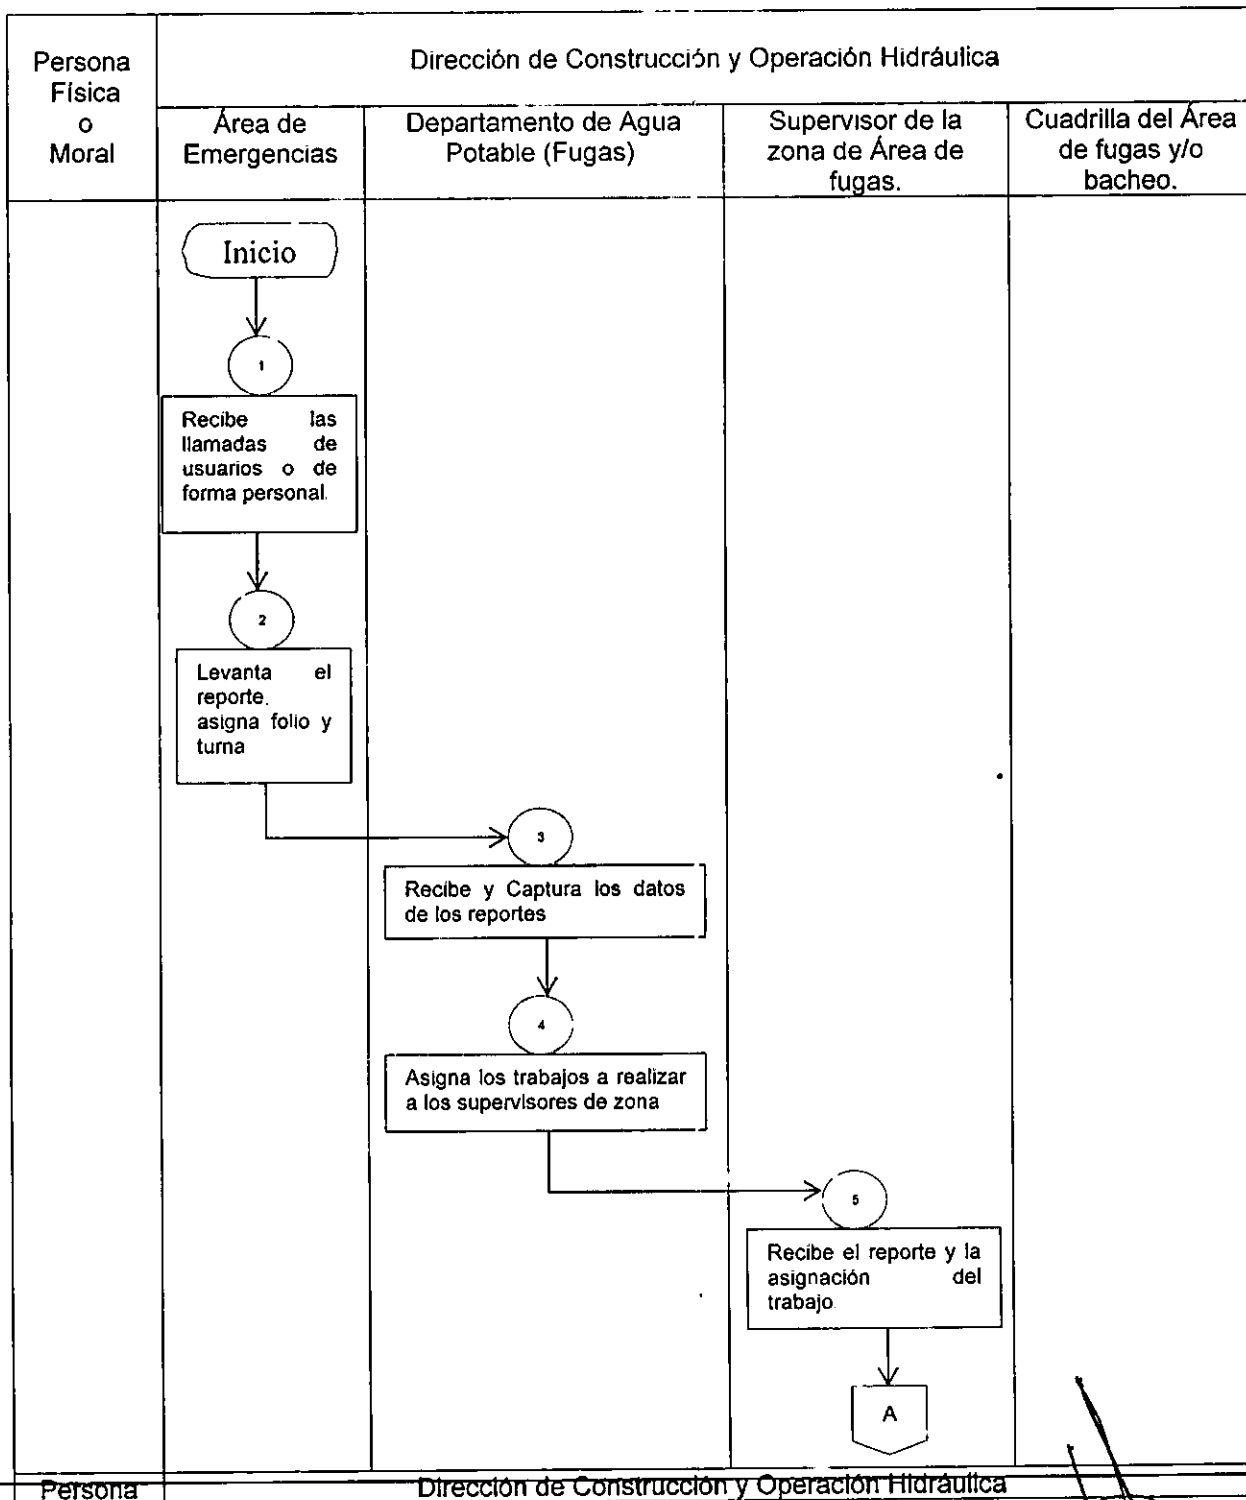 Persona
Física
o
Moral
Dirección de Construcción y Operación Hidráulica
Área de
Emergencias
Departamento de Agua
Potable (Fugas)
Supervisor de la
zona de Área de
fugas.
Cuadrilla del Área
de fugas y/o
bacheo.
Inicio
1
Recibe las
llamadas de
usuarios o de
forma personal.
2
Levanta el
reporte,
asigna folio y
turna
3
Recibe y Captura los datos
de los reportes
4
Asigna los trabajos a realizar
a los supervisores de zona
5
Recibe el reporte y la
asignación del
trabajo.
A
Persona
Dirección de Construcción y Operación Hidráulica